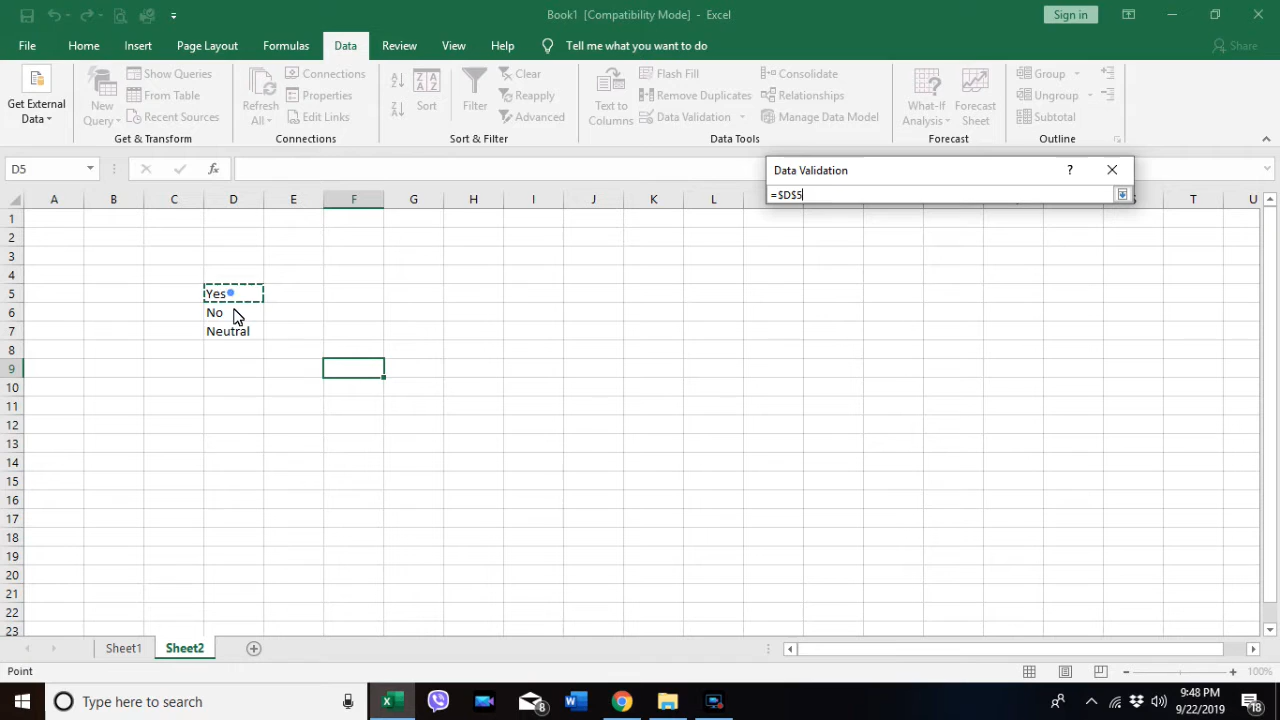 Book1 [Compatibility Mode] - Excel
Sign in
File Home Insert Page Layout Formulas Data Review View Help Tell me what you want to do Share
Get External Data
New Query
Show Queries
From Table
Recent Sources
Get & Transform
Refresh All
Connections
Properties
Edit Links
Connections
Sort
Filter
Clear
Reapply
Advanced
Sort & Filter
Text to Columns
Flash Fill
Remove Duplicates
Data Validation
Consolidate
Relationships
Manage Data Model
Data Tools
What-If Analysis
Forecast Sheet
Forecast
Group
Ungroup
Subtotal
Outline
D5
fx
Data Validation ? 
=$D$5
A B C D E F G H I J K L S T U
1
2
3
4
5 Yes
6 No
7 Neutral
8
9
10
11
12
13
14
15
16
17
18
19
20
21
22
23
Sheet1 Sheet2
Point
100%
Type here to search
8
9:48 PM
9/22/2019
18